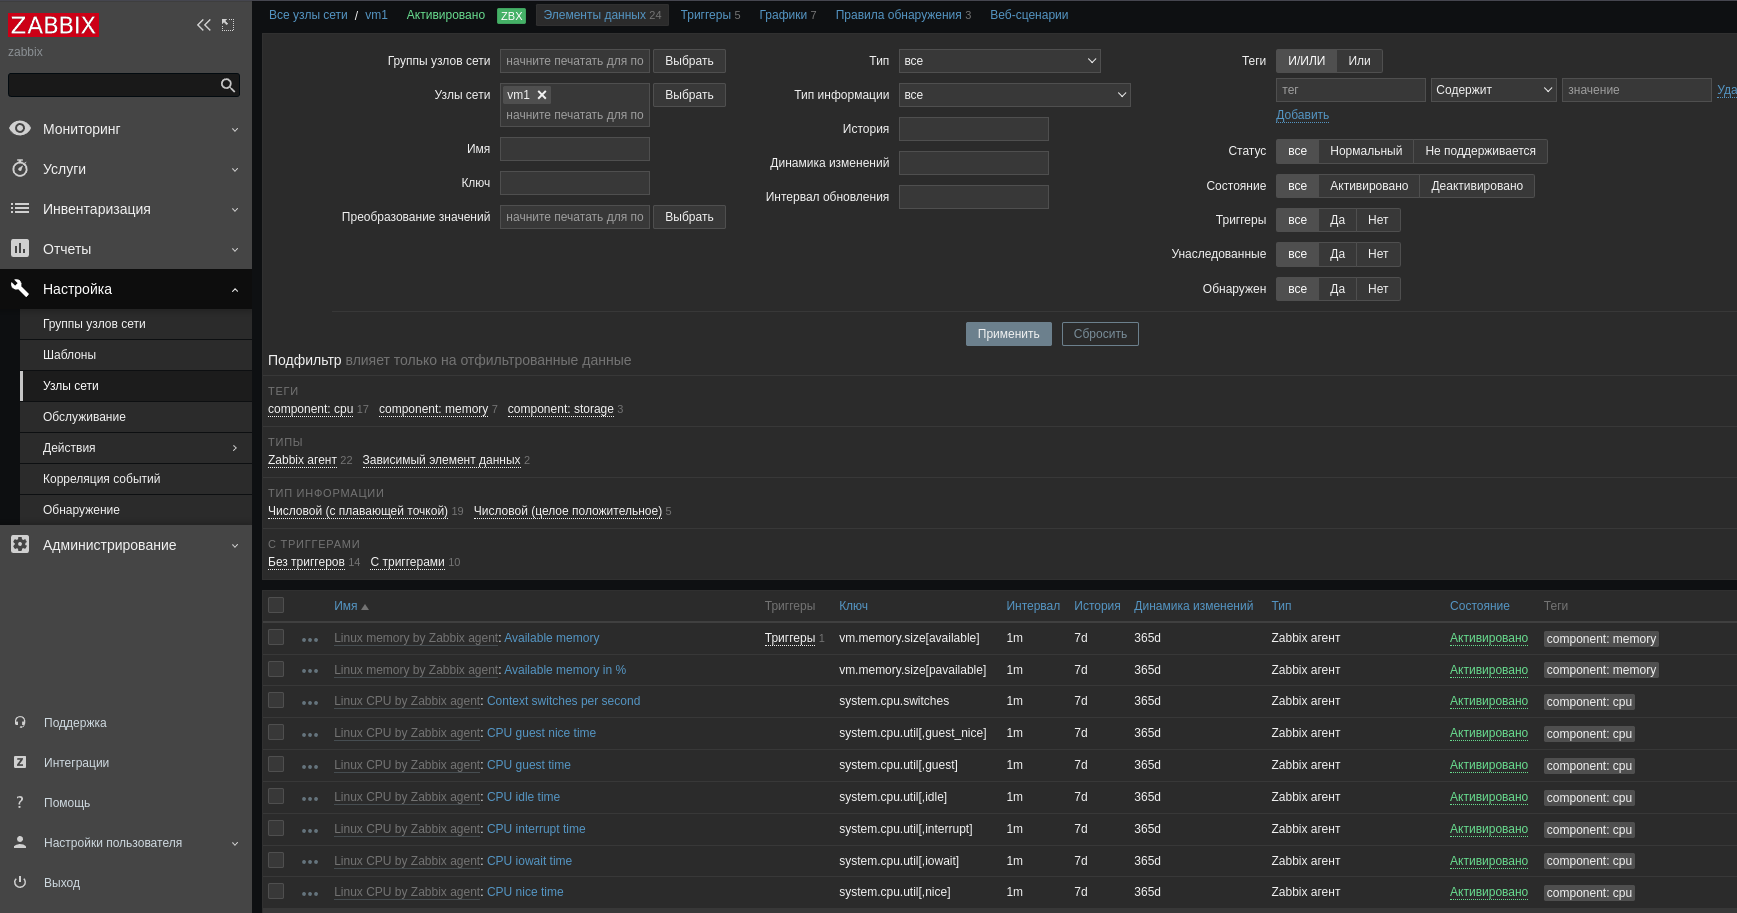 ZABBIX
zabbix
Мониторинг
Услуги
Инвентаризация
Отчеты
Настройка
Группы узлов сети
Шаблоны
Узлы сети
Обслуживание
Действия
Корреляция событий
Обнаружение
Администрирование
Поддержка
Интеграции
Помощь
Настройки пользователя
Выход
Все узлы сети / vm1 Активировано ZBX Элементы данных 24 Триггеры 5 Графики 7 Правила обнаружения 3 Веб-сценарии
Группы узлов сети начните печатать для по Выбрать
Узлы сети vm1 начните печатать для по Выбрать
Имя
Ключ
Преобразование значений начните печатать для по Выбрать
Тип все
Тип информации все
История
Динамика изменений
Интервал обновления
Теги И/ИЛИ Или
тег Содержит значение Уда
Добавить
Статус все Нормальный Не поддерживается
Состояние все Активировано Деактивировано
Триггеры все Да Нет
Унаследованные все Да Нет
Обнаружен все Да Нет
Применить Сбросить
Подфильтр влияет только на отфильтрованные данные
ТЕГИ
component: cpu 17 component: memory 7 component: storage 3
ТИПЫ
Zabbix агент 22 Зависимый элемент данных 2
ТИП ИНФОРМАЦИИ
Числовой (с плавающей точкой) 19 Числовой (целое положительное) 5
С ТРИГГЕРАМИ
Без триггеров 14 С триггерами 10
Имя Триггеры Ключ Интервал История Динамика изменений Тип Состояние Теги
Linux memory by Zabbix agent: Available memory Триггеры 1 vm.memory.size[available] 1m 7d 365d Zabbix агент Активировано component: memory
Linux memory by Zabbix agent: Available memory in % vm.memory.size[pavailable] 1m 7d 365d Zabbix агент Активировано component: memory
Linux CPU by Zabbix agent: Context switches per second system.cpu.switches 1m 7d 365d Zabbix агент Активировано component: cpu
Linux CPU by Zabbix agent: CPU guest nice time system.cpu.util[,guest_nice] 1m 7d 365d Zabbix агент Активировано component: cpu
Linux CPU by Zabbix agent: CPU guest time system.cpu.util[,guest] 1m 7d 365d Zabbix агент Активировано component: cpu
Linux CPU by Zabbix agent: CPU idle time system.cpu.util[,idle] 1m 7d 365d Zabbix агент Активировано component: cpu
Linux CPU by Zabbix agent: CPU interrupt time system.cpu.util[,interrupt] 1m 7d 365d Zabbix агент Активировано component: cpu
Linux CPU by Zabbix agent: CPU iowait time system.cpu.util[,iowait] 1m 7d 365d Zabbix агент Активировано component: cpu
Linux CPU by Zabbix agent: CPU nice time system.cpu.util[,nice] 1m 7d 365d Zabbix агент Активировано component: cpu